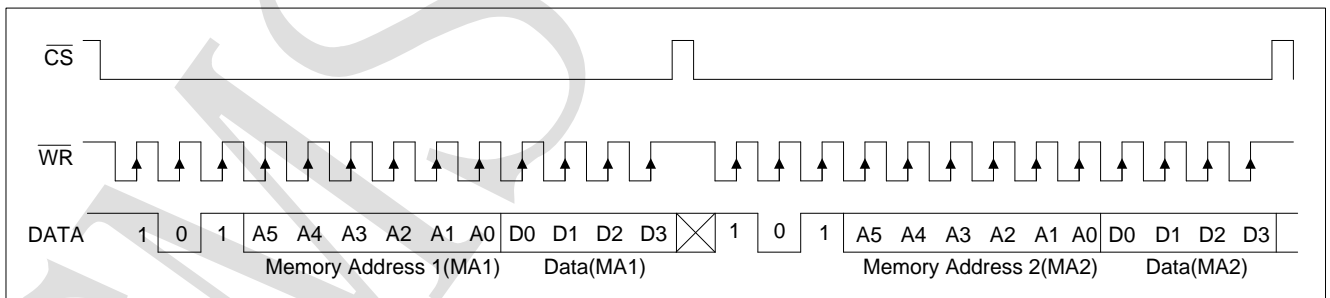 CS
WR
DATA 1 0 1 A5 A4 A3 A2 A1 A0 D0 D1 D2 D3 1 0 1 A5 A4 A3 A2 A1 A0 D0 D1 D2 D3
Memory Address 1(MA1) Data(MA1) Memory Address 2(MA2) Data(MA2)